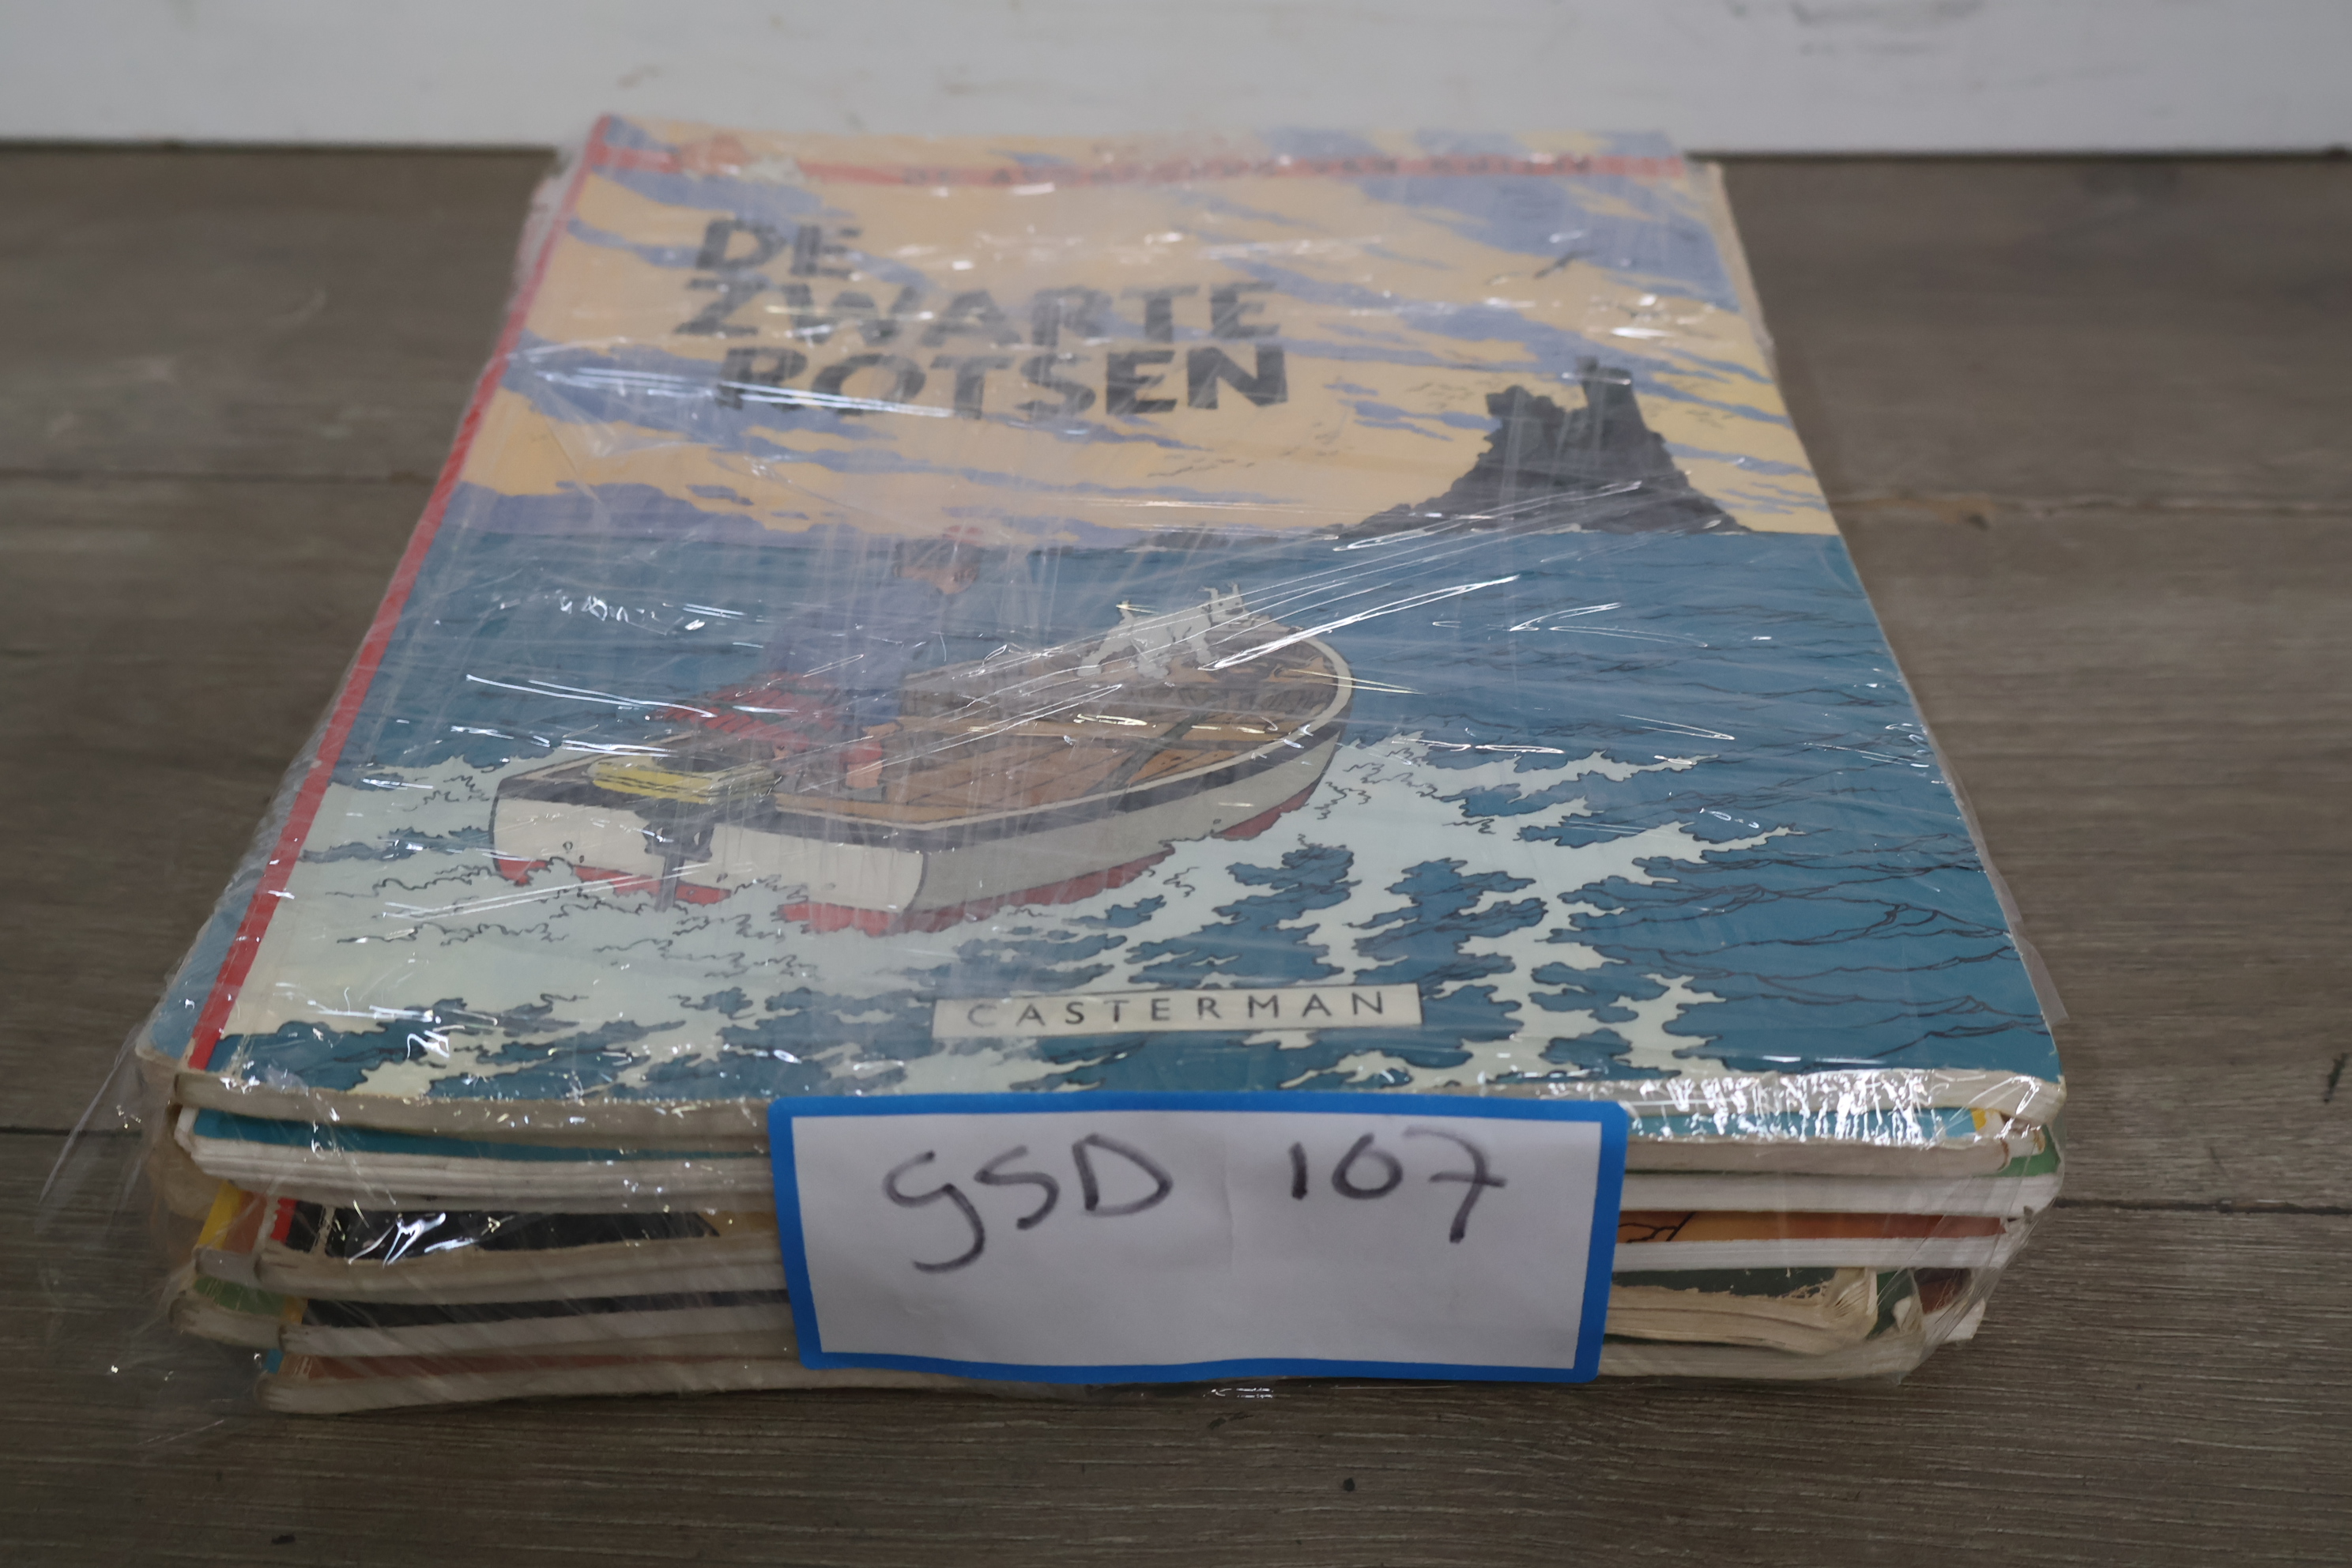 DE
ZWARTE
ROTSEN
CASTERMAN
GSD 107